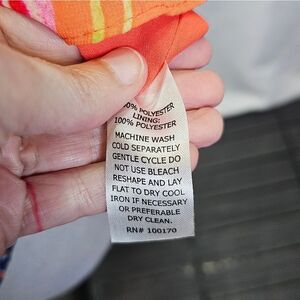 0% POLYESTER
LINING:
100% POLYESTER
MACHINE WASH
COLD SEPARATELY
GENTLE CYCLE DO
NOT USE BLEACH
RESHAPE AND LAY
FLAT TO DRY COOL
IRON IF NECESSARY
OR PREFERABLE
DRY CLEAN.
RN# 100170